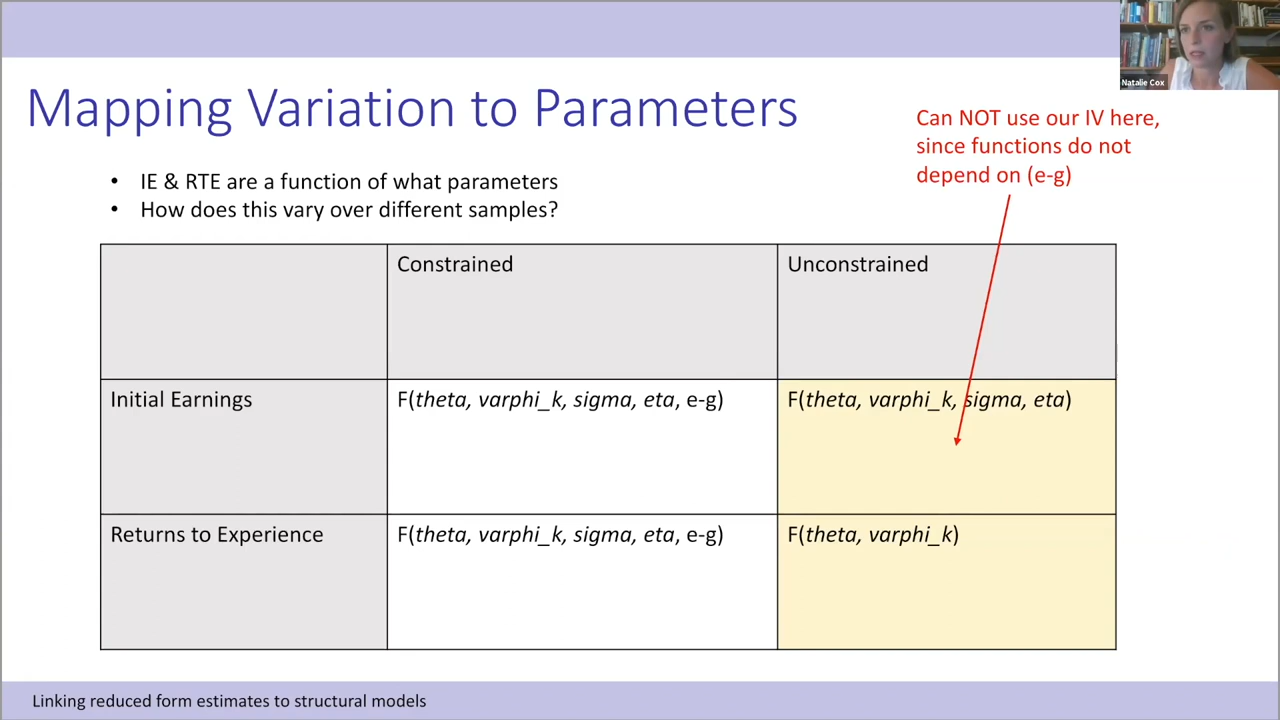 Natalie Cox
Mapping Variation to Parameters
Can NOT use our IV here,
since functions do not
depend on (e-g)
• IE & RTE are a function of what parameters
• How does this vary over different samples?
Constrained
Unconstrained
Initial Earnings
F(theta, varphi_k, sigma, eta, e-g)
F(theta, varphi_k, sigma, eta)
Returns to Experience
F(theta, varphi_k, sigma, eta, e-g)
F(theta, varphi_k)
Linking reduced form estimates to structural models